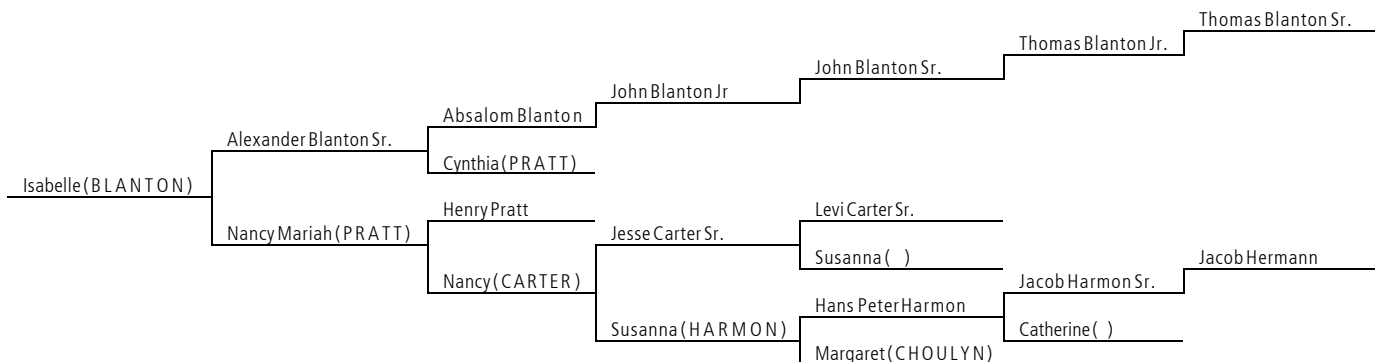 Thomas Blanton Sr.
Thomas Blanton Jr.
John Blanton Sr.
John Blanton Jr
Absalom Blanton
Alexander Blanton Sr.
Cynthia (PRATT)
Isabelle (BLANTON)
Henry Pratt
Levi Carter Sr.
Nancy Mariah (PRATT)
Jesse Carter Sr.
Susanna ( )
Jacob Hermann
Nancy (CARTER)
Jacob Harmon Sr.
Hans Peter Harmon
Susanna (HARMON)
Catherine ( )
Margaret (CHOULYN)